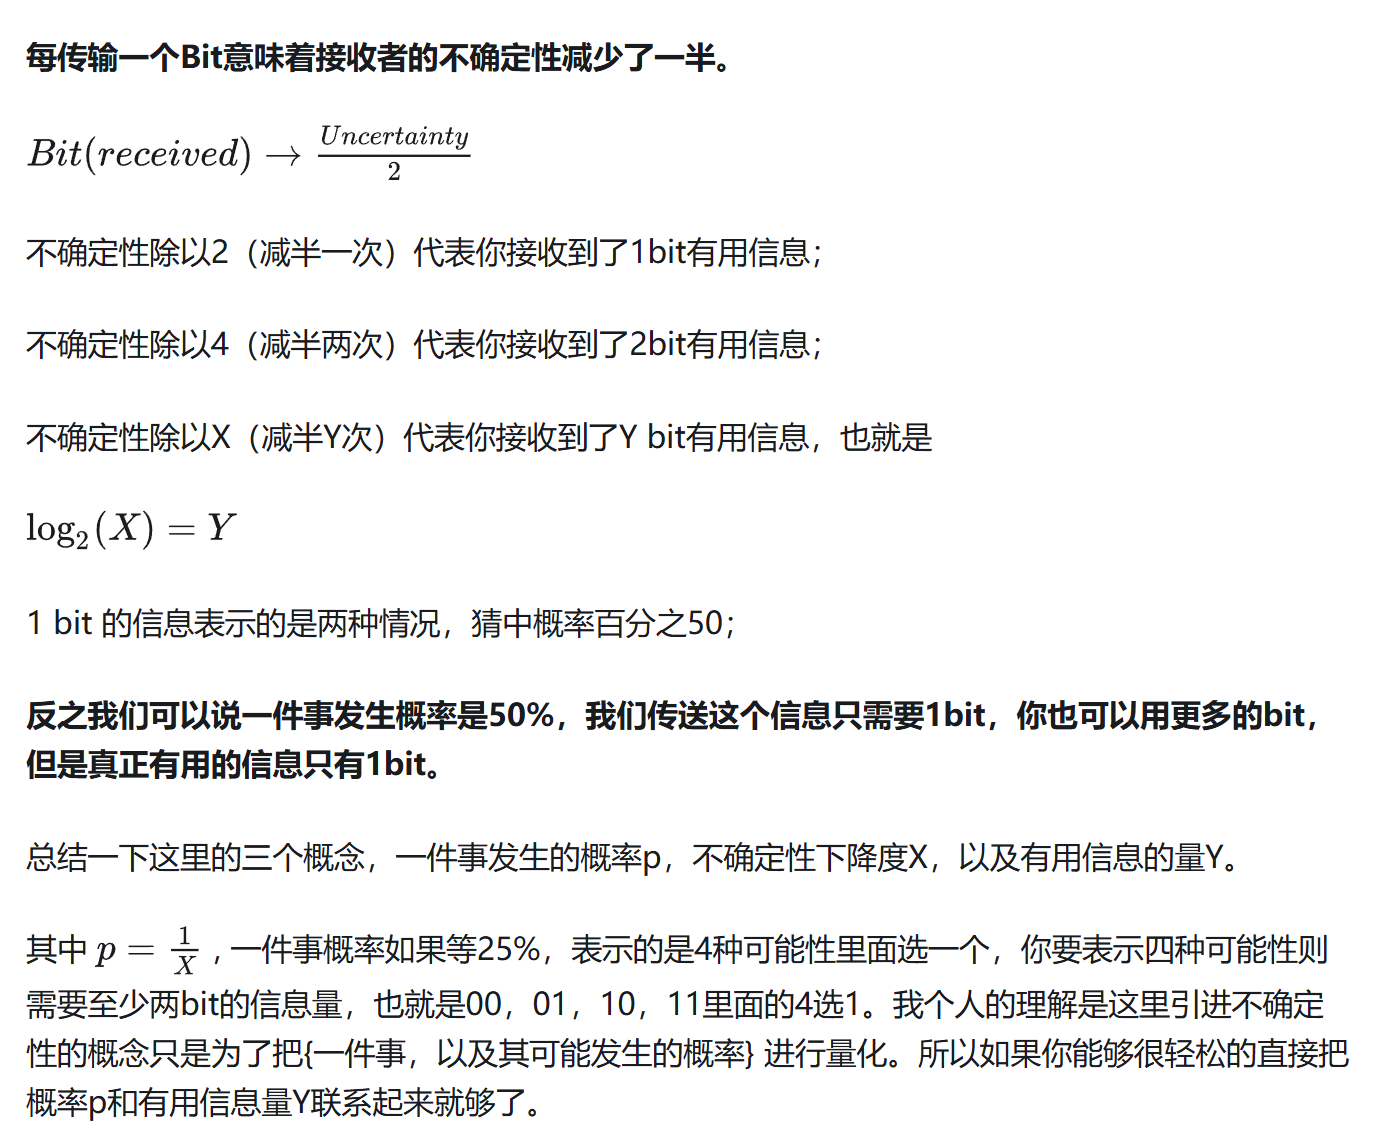 每传输一个Bit意味着接收者的不确定性减少了一半。
Bit(received) → Uncertainty/2
不确定性除以2（减半一次）代表你接收到了1bit有用信息；
不确定性除以4（减半两次）代表你接收到了2bit有用信息；
不确定性除以X（减半Y次）代表你接收到了Y bit有用信息，也就是
log₂(X) = Y
1 bit 的信息表示的是两种情况，猜中概率百分之50；
反之我们可以说一件事发生概率是50%，我们传送这个信息只需要1bit，你也可以用更多的bit，
但是真正有用的信息只有1bit。
总结一下这里的三个概念，一件事发生的概率p，不确定性下降度X，以及有用信息的量Y。
其中 p = 1/X , 一件事概率如果等25%，表示的是4种可能性里面选一个，你要表示四种可能性则
需要至少两bit的信息量，也就是00，01，10，11里面的4选1。我个人的理解是这里引进不确定
性的概念只是为了把{一件事，以及其可能发生的概率} 进行量化。所以如果你能够很轻松的直接把
概率p和有用信息量Y联系起来就够了。